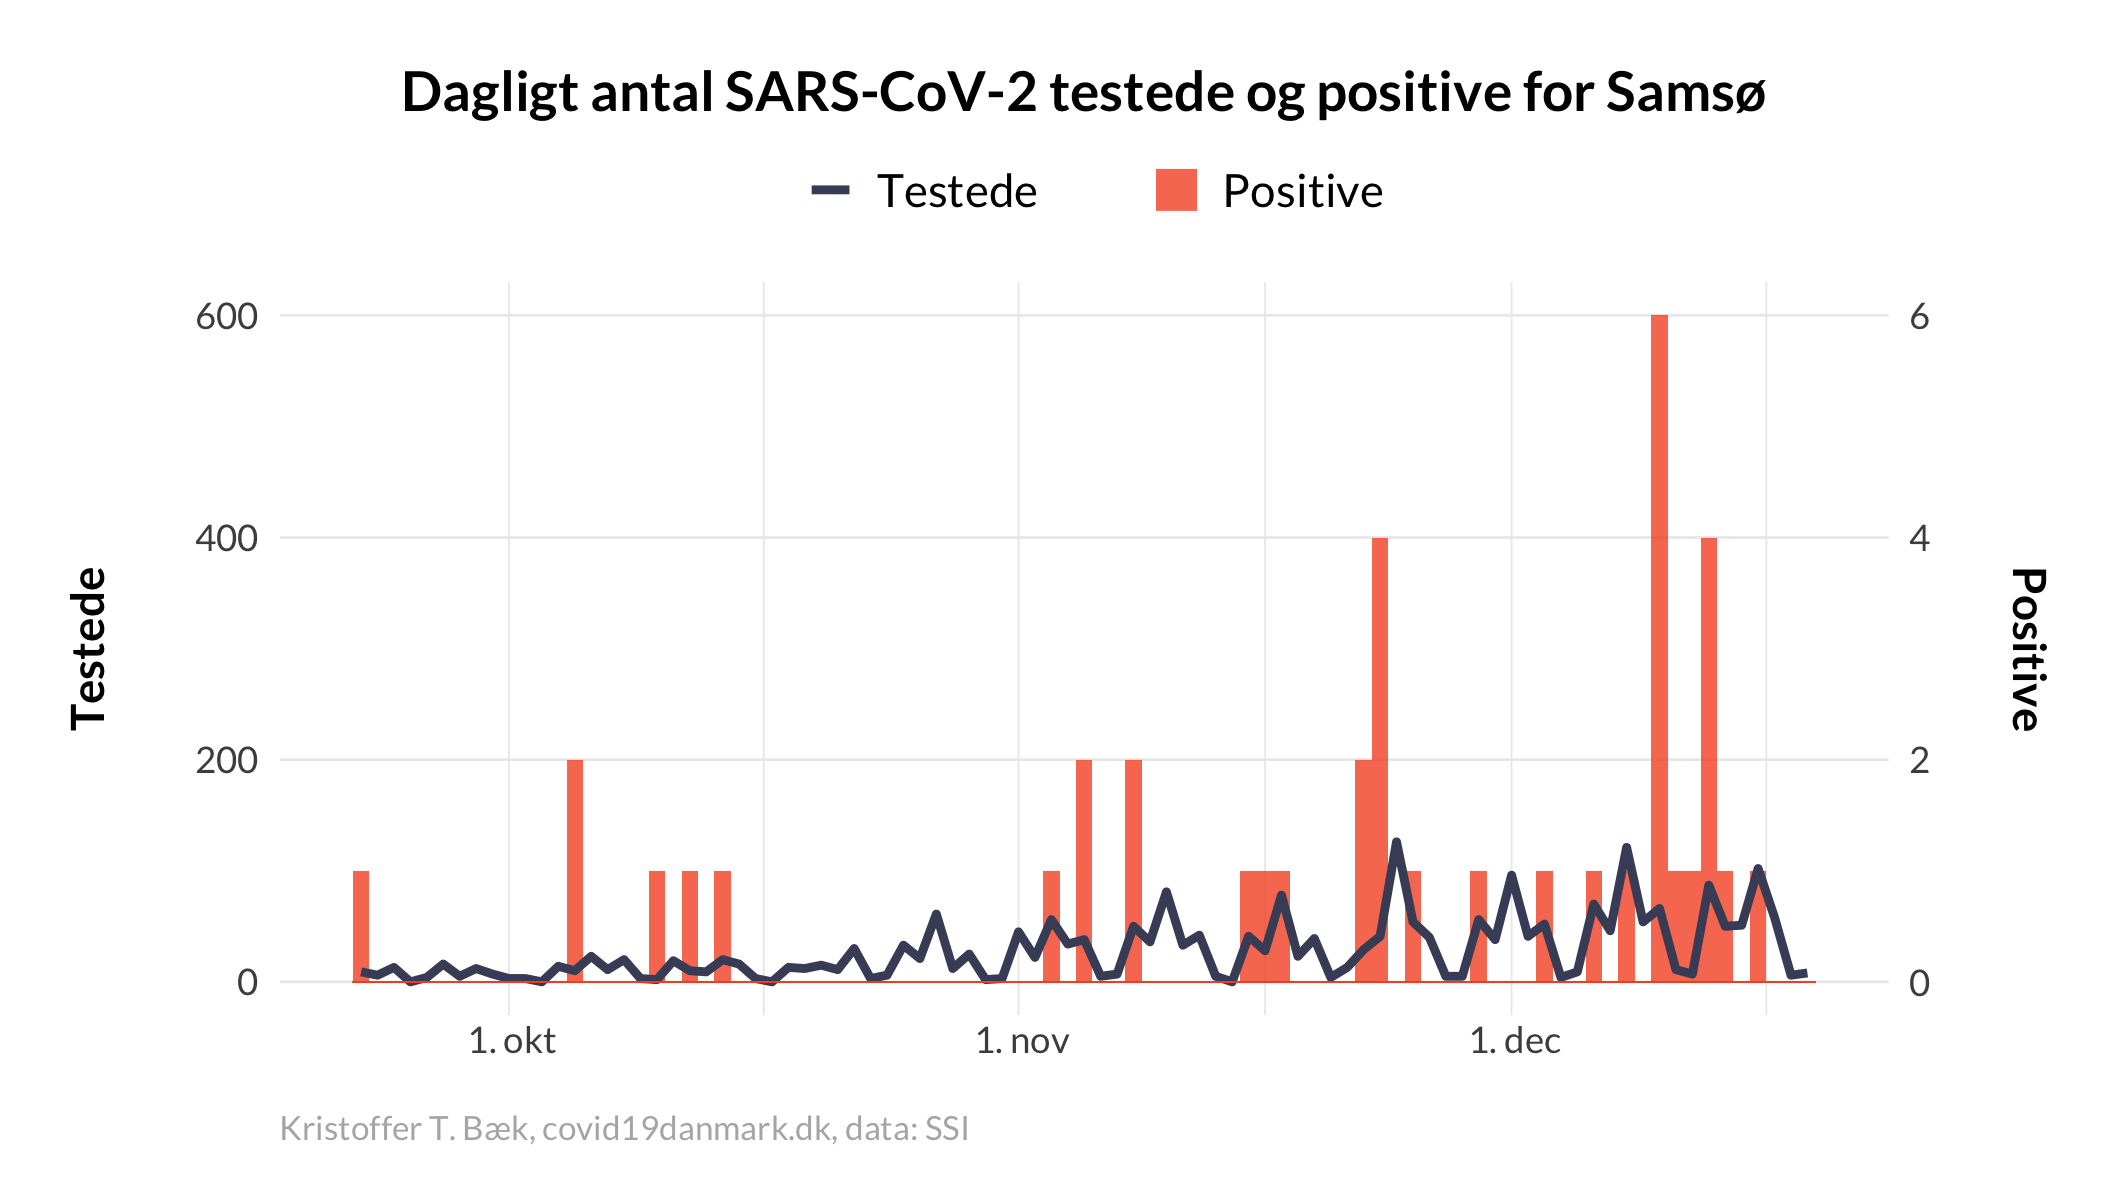 Dagligt antal SARS-CoV-2 testede og positive for Samsø
Testede
Positive
600
400
200
0
Testede
6
4
2
0
Positive
1. okt
1. nov
1. dec
Kristoffer T. Bæk, covid19danmark.dk, data: SSI